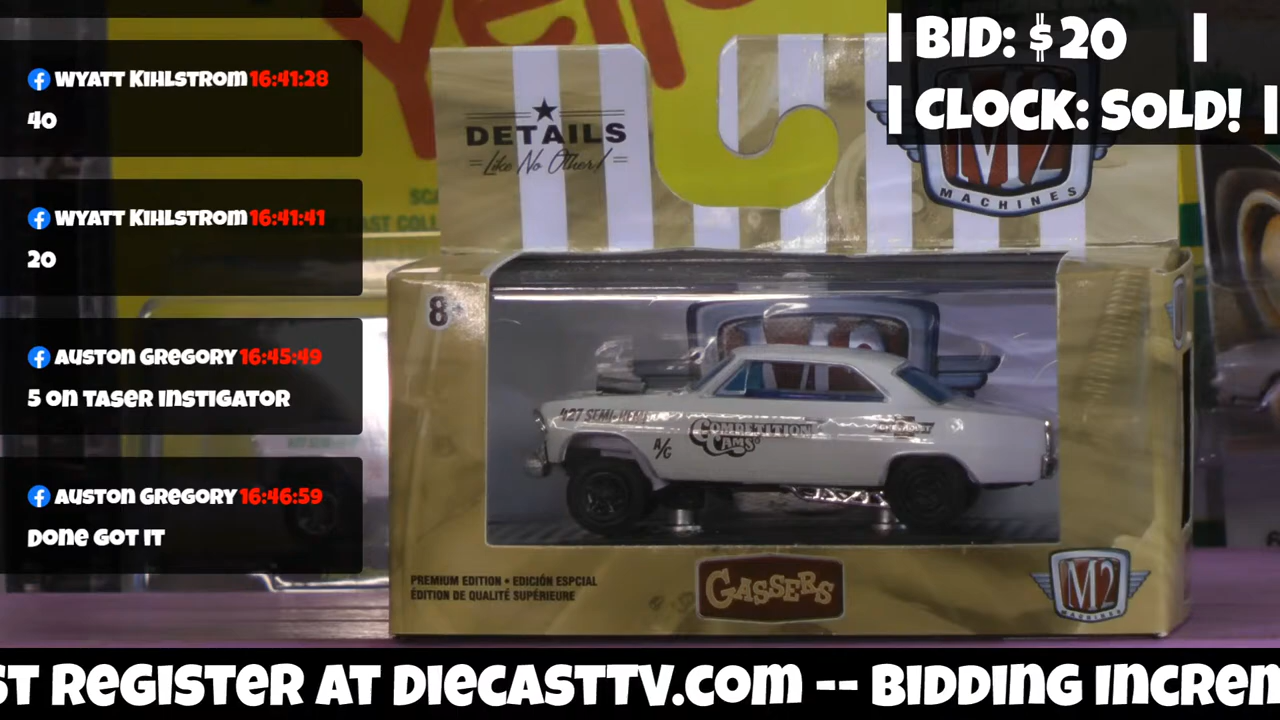 WYATT KIHLSTROM 16:41:28
40
WYATT KIHLSTROM 16:41:41
20
AUSTON GREGORY 16:45:49
5 ON TASER INSTIGATOR
AUSTON GREGORY 16:46:59
DONE GOT IT
| BID: $20 |
| CLOCK: SOLD! |
Yel
DETAILS
Like No Other!
M2
MACHINES
8+
427 SEMI-HEMI
A/G
COMPETITION
CAMS
PREMIUM EDITION • EDICIÓN ESPCIAL
ÉDITION DE QUALITÉ SUPÉRIEURE
GASSERS
M2
MACHINES
ST REGISTER AT DIECASTTV.COM -- BIDDING INCREN